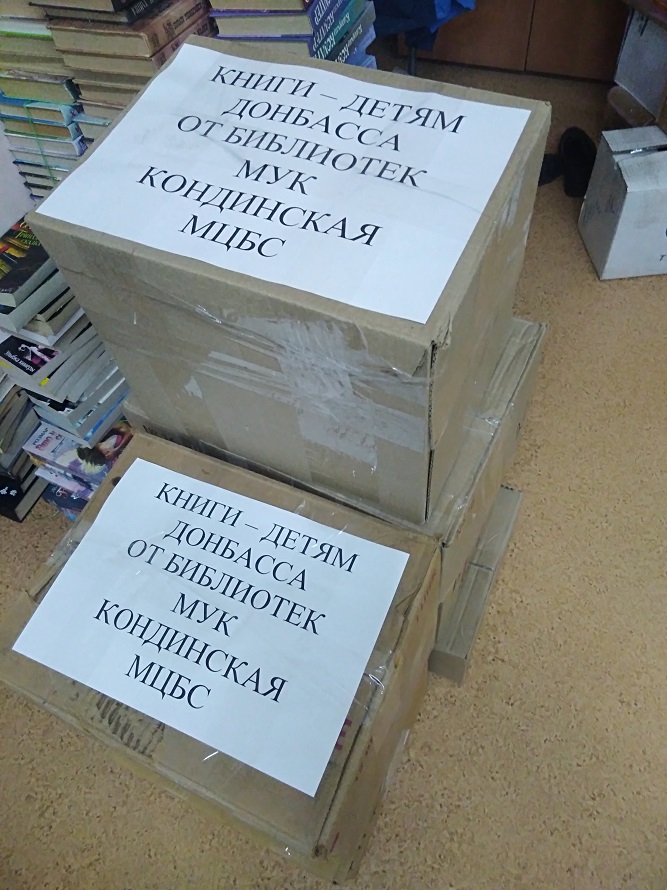 КНИГИ – ДЕТЯМ
ДОНБАССА
ОТ БИБЛИОТЕК
МУК
КОНДИНСКАЯ
МЦБС
КНИГИ – ДЕТЯМ
ДОНБАССА
ОТ БИБЛИОТЕК
МУК
КОНДИНСКАЯ
МЦБС